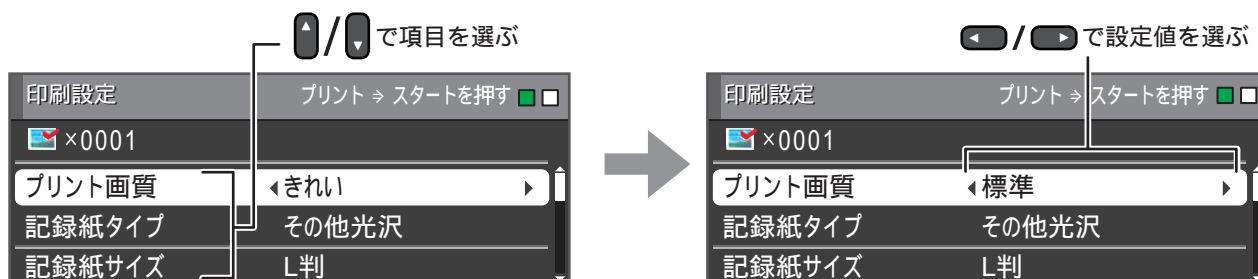 /で項目を選ぶ
印刷設定 プリント ⇒ スタートを押す
×0001
プリント画質 きれい
記録紙タイプ その他光沢
記録紙サイズ L判
/で設定値を選ぶ
印刷設定 プリント ⇒ スタートを押す
×0001
プリント画質 標準
記録紙タイプ その他光沢
記録紙サイズ L判